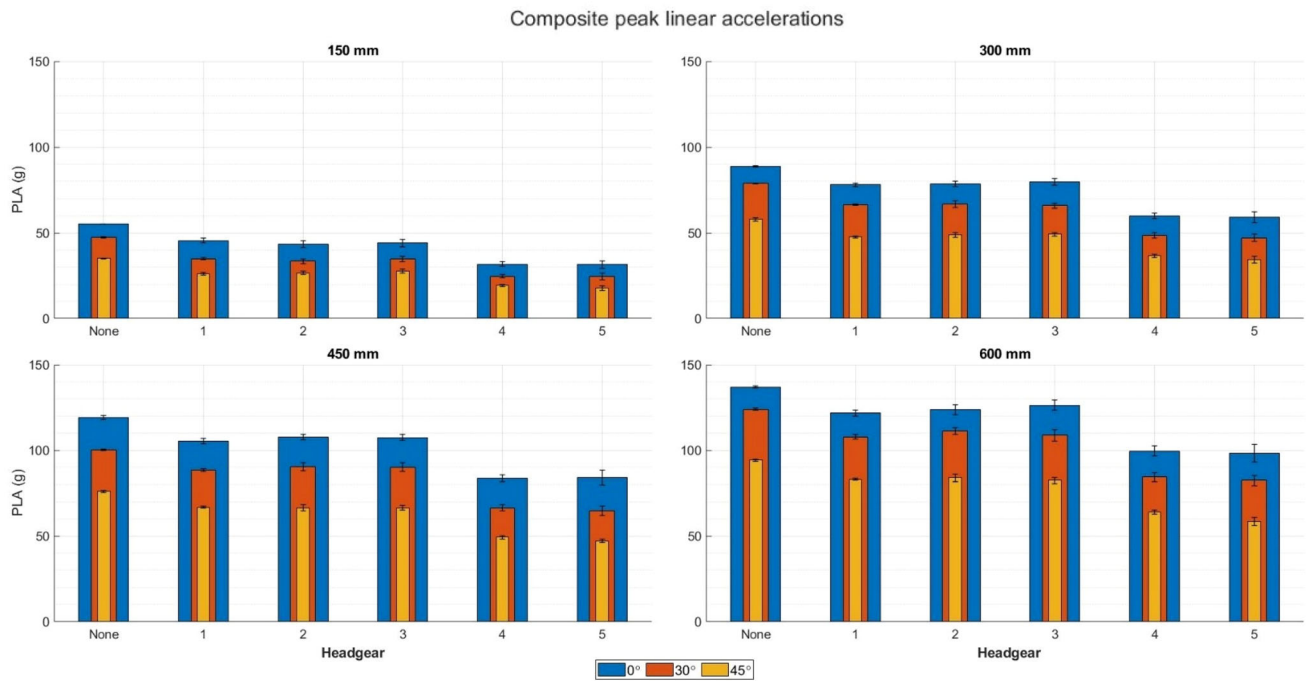 Composite peak linear accelerations
150 mm
300 mm
150
100
50
0
PLA (g)
None 1 2 3 4 5
150
100
50
0
PLA (g)
None 1 2 3 4 5
450 mm
600 mm
150
100
50
0
PLA (g)
None 1 2 3 4 5
Headgear
150
100
50
0
PLA (g)
None 1 2 3 4 5
Headgear
0° 30° 45°